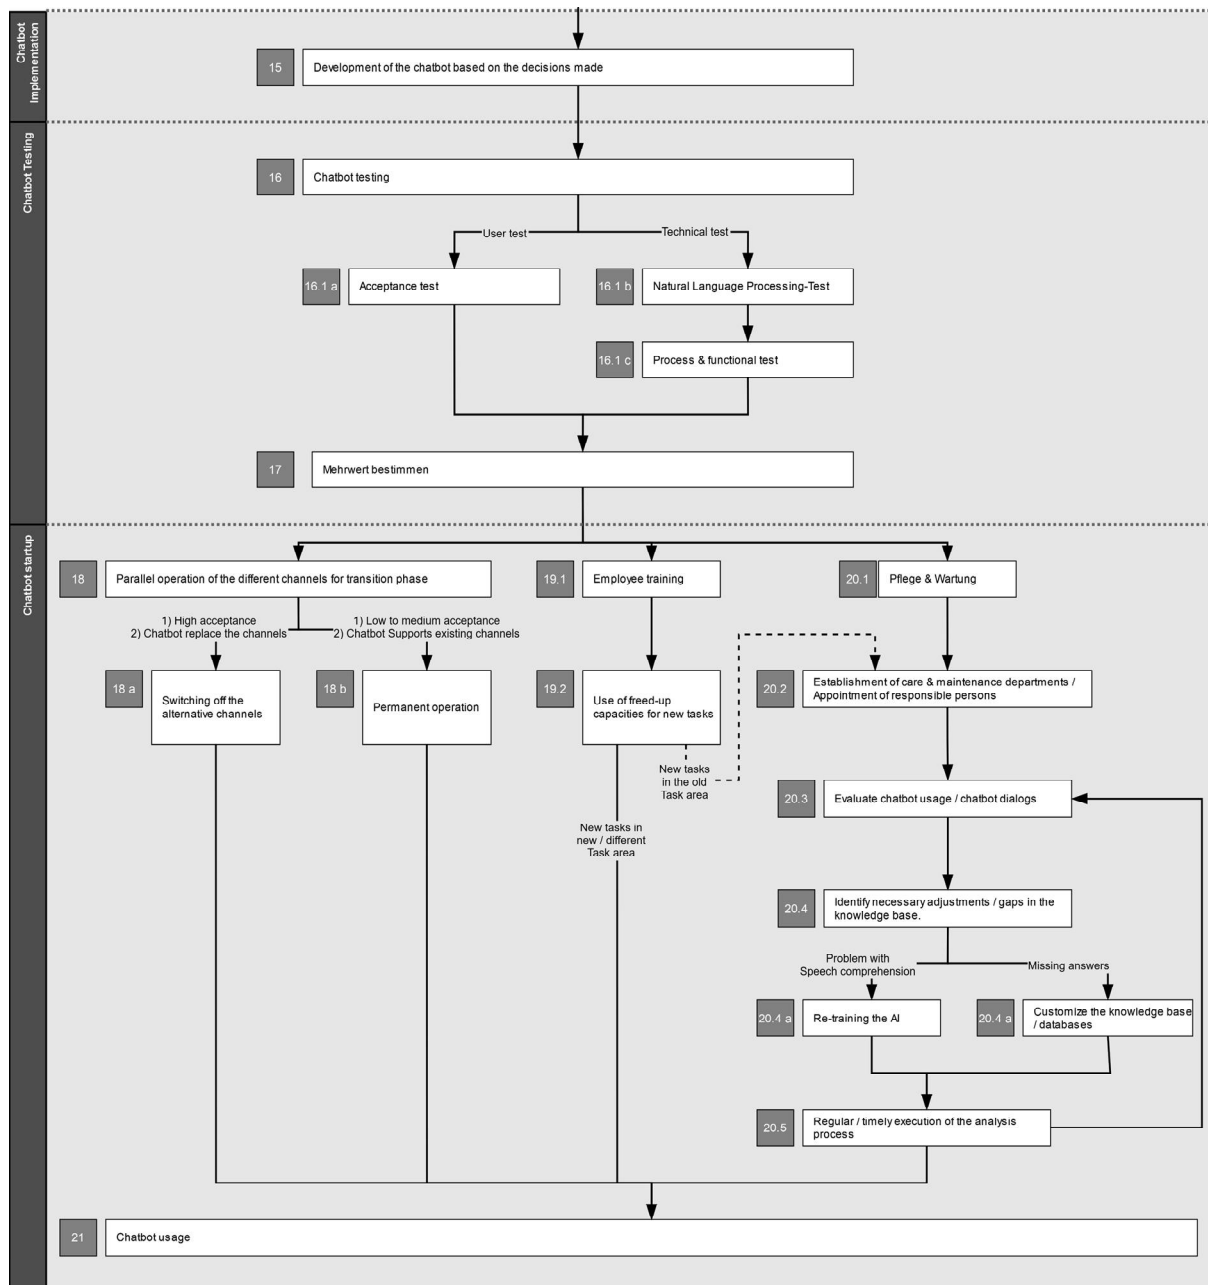 Chatbot
Implementation
15
Development of the chatbot based on the decisions made
Chatbot Testing
16
Chatbot testing
User test
Technical test
16.1 a
Acceptance test
16.1 b
Natural Language Processing-Test
16.1 c
Process & functional test
17
Mehrwert bestimmen
Chatbot startup
18
Parallel operation of the different channels for transition phase
19.1
Employee training
20.1
Pflege & Wartung
1) High acceptance
2) Chatbot replace the channels
1) Low to medium acceptance
2) Chatbot Supports existing channels
18 a
Switching off the
alternative channels
18 b
Permanent operation
19.2
Use of freed-up
capacities for new tasks
20.2
Establishment of care & maintenance departments /
Appointment of responsible persons
New tasks
in the old
Task area
20.3
Evaluate chatbot usage / chatbot dialogs
New tasks in
new / different
Task area
20.4
Identify necessary adjustments / gaps in the
knowledge base.
Problem with
Speech comprehension
Missing answers
20.4 a
Re-training the AI
20.4 a
Customize the knowledge base
/ databases
20.5
Regular / timely execution of the analysis
process
21
Chatbot usage